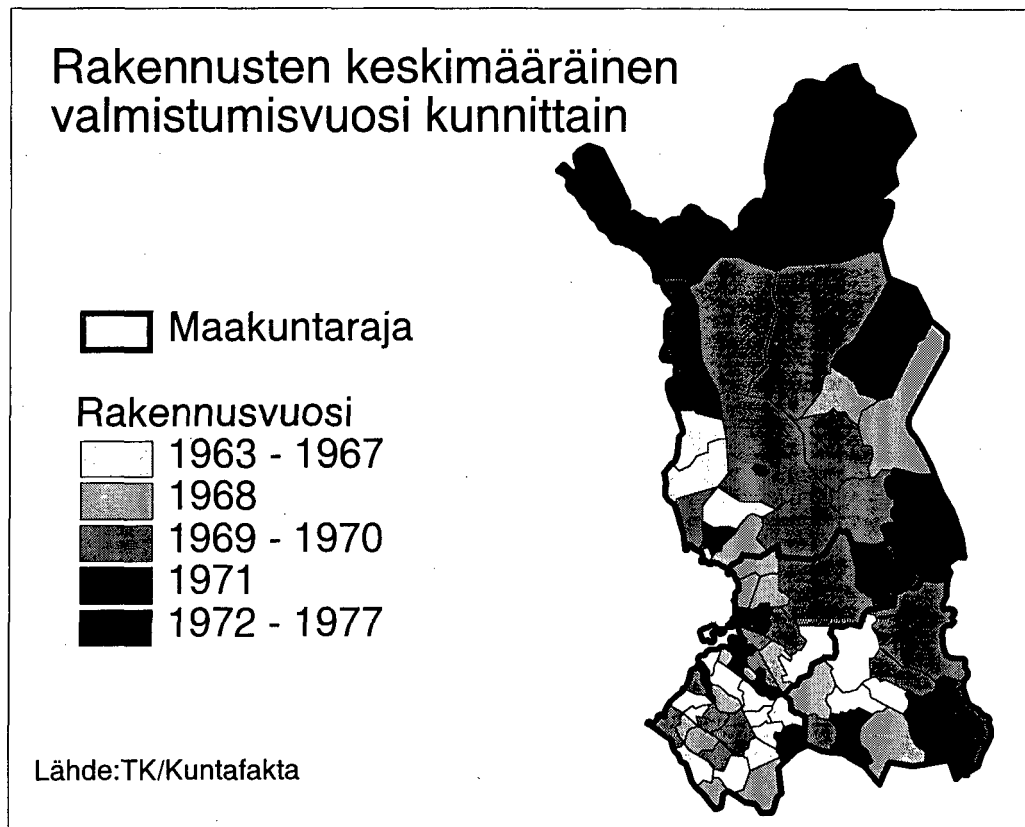 Rakennusten keskimääräinen
valmistumisvuosi kunnittain
Maakuntaraja
Rakennusvuosi
1963 - 1967
1968
1969 - 1970
1971
1972 - 1977
Lähde:TK/Kuntafakta